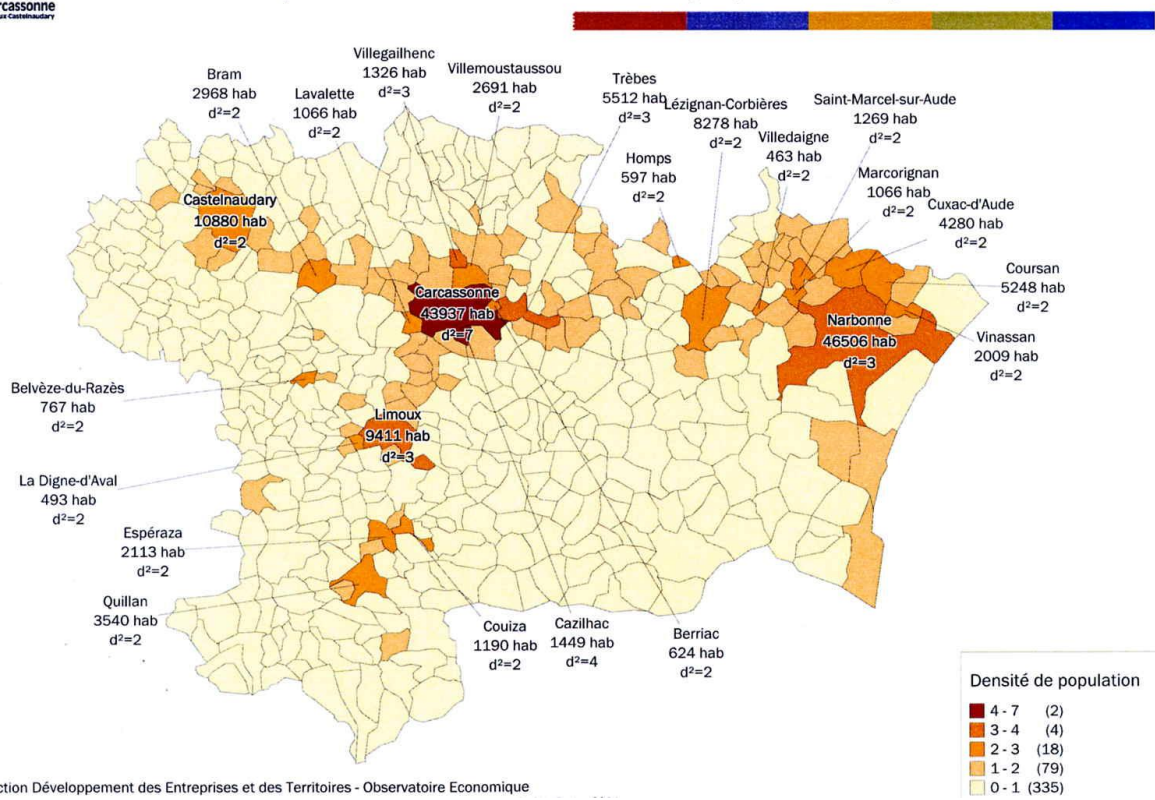 rcassonne
ux Castelnaudary
Villegailhenc
1326 hab
d²=3
Bram
2968 hab
d²=2
Lavalette
1066 hab
d²=2
Villemoustaussou
2691 hab
d²=2
Trèbes
5512 hab
d²=3
Lézignan-Corbières
8278 hab
d²=2
Saint-Marcel-sur-Aude
1269 hab
d²=2
Villedaigne
463 hab
d²=2
Homps
597 hab
d²=2
Marcorignan
1066 hab
d²=2
Cuxac-d'Aude
4280 hab
d²=2
Castelnaudary
10880 hab
d²=2
Coursan
5248 hab
d²=2
Carcassonne
43937 hab
d²=7
Narbonne
46506 hab
d²=3
Vinassan
2009 hab
d²=2
Belvèze-du-Razès
767 hab
d²=2
Limoux
9411 hab
d²=3
La Digne-d'Aval
493 hab
d²=2
Espéraza
2113 hab
d²=2
Quillan
3540 hab
d²=2
Couiza
1190 hab
d²=2
Cazilhac
1449 hab
d²=4
Berriac
624 hab
d²=2
Densité de population
4 - 7 (2)
3 - 4 (4)
2 - 3 (18)
1 - 2 (79)
0 - 1 (335)
ction Développement des Entreprises et des Territoires - Observatoire Economique